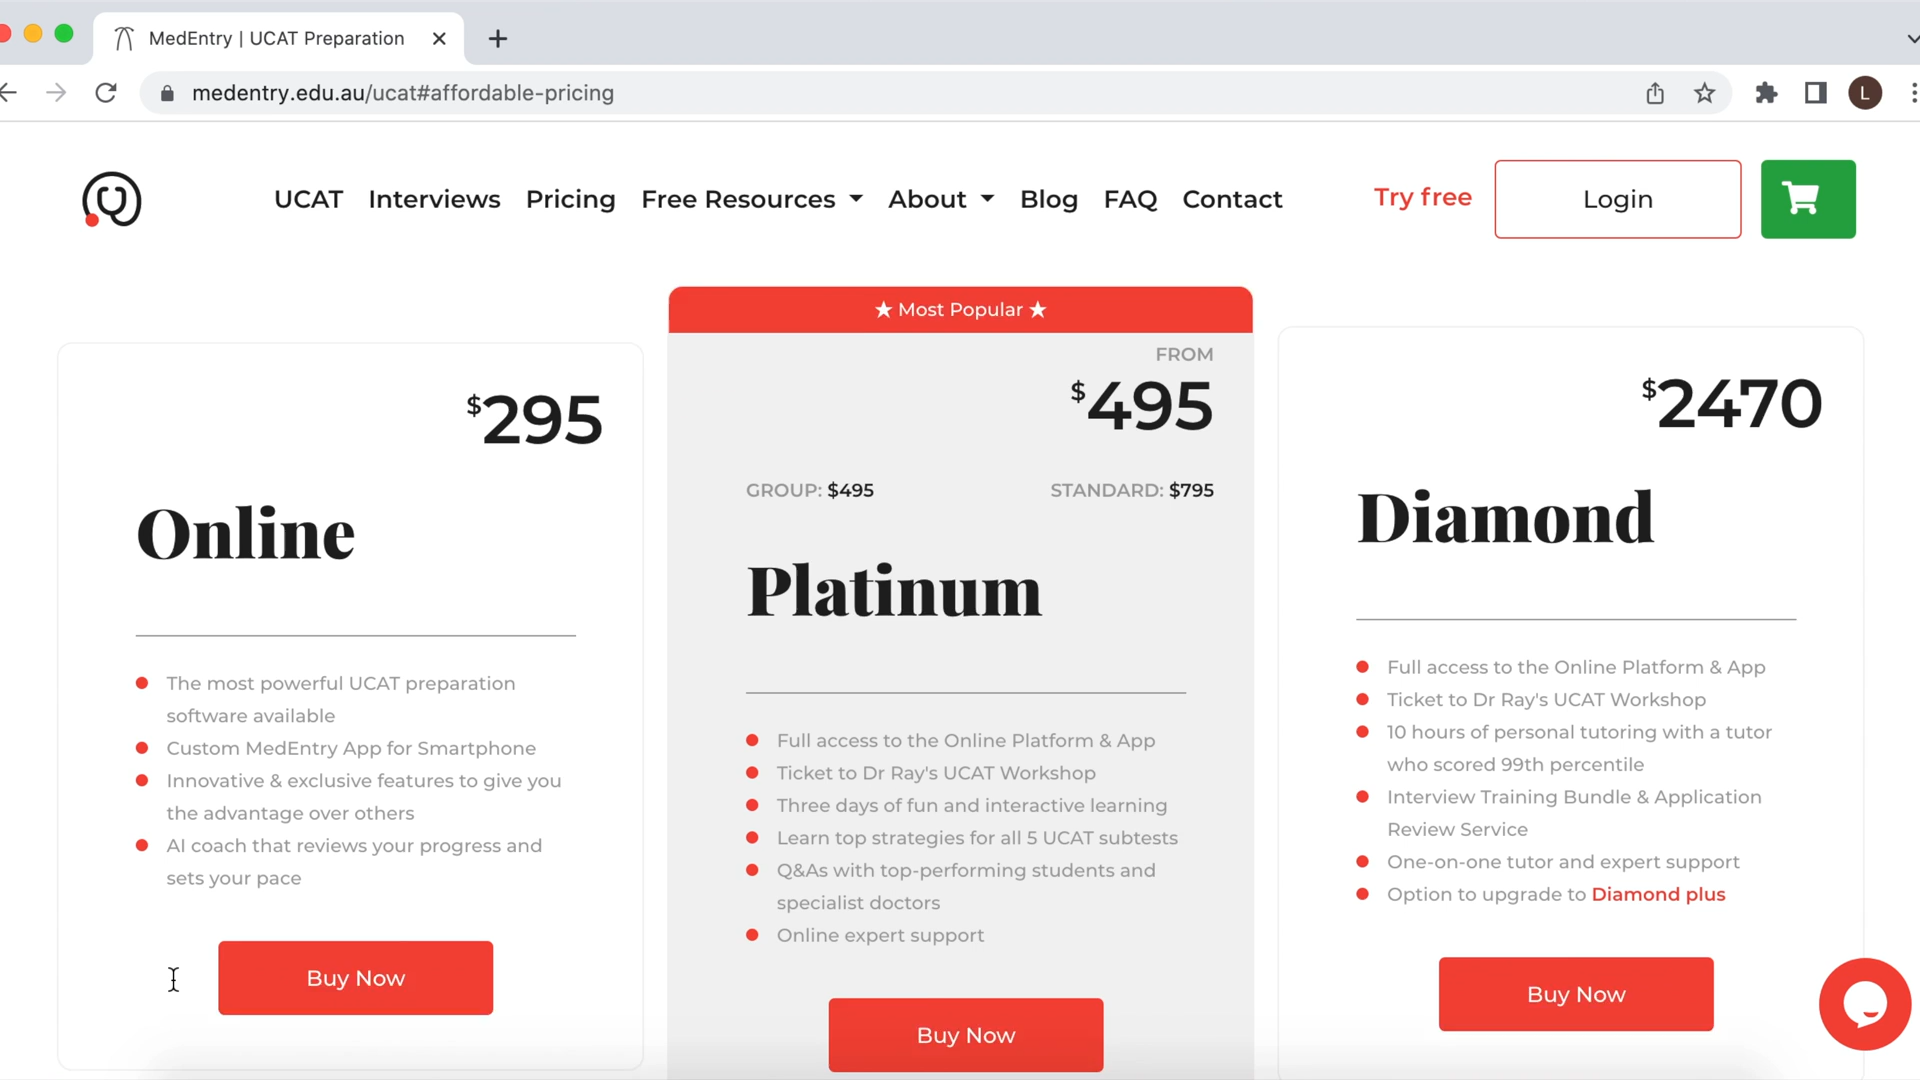 MedEntry | UCAT Preparation
medentry.edu.au/ucat#affordable-pricing
L
UCAT Interviews Pricing Free Resources About Blog FAQ Contact Try free Login
★ Most Popular ★
$295
Online
The most powerful UCAT preparation
software available
Custom MedEntry App for Smartphone
Innovative & exclusive features to give you
the advantage over others
AI coach that reviews your progress and
sets your pace
Buy Now
FROM
$495
GROUP: $495 STANDARD: $795
Platinum
Full access to the Online Platform & App
Ticket to Dr Ray's UCAT Workshop
Three days of fun and interactive learning
Learn top strategies for all 5 UCAT subtests
Q&As with top-performing students and
specialist doctors
Online expert support
Buy Now
$2470
Diamond
Full access to the Online Platform & App
Ticket to Dr Ray's UCAT Workshop
10 hours of personal tutoring with a tutor
who scored 99th percentile
Interview Training Bundle & Application
Review Service
One-on-one tutor and expert support
Option to upgrade to Diamond plus
Buy Now